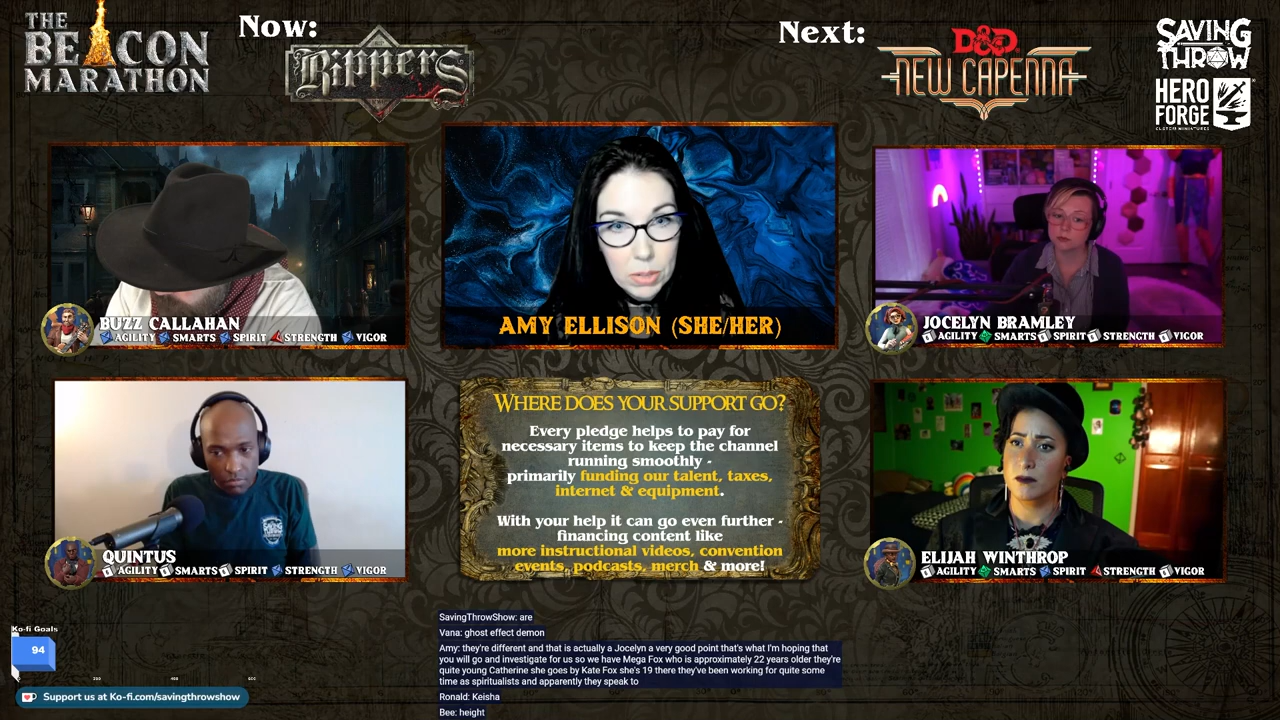 THE
BEACON
MARATHON
Now:
Rippers
Next:
D&D
NEW CAPENNA
SAVING
THROW
HERO
FORGE
CUSTOM MINIATURES
BUZZ CALLAHAN
AGILITY SMARTS SPIRIT STRENGTH VIGOR
AMY ELLISON (SHE/HER)
JOCELYN BRAMLEY
AGILITY SMARTS SPIRIT STRENGTH VIGOR
WHERE DOES YOUR SUPPORT GO?
Every pledge helps to pay for
necessary items to keep the channel
running smoothly -
primarily funding our talent, taxes,
internet & equipment.
With your help it can go even further -
financing content like
more instructional videos, convention
events, podcasts, merch & more!
QUINTUS
AGILITY SMARTS SPIRIT STRENGTH VIGOR
ELIJAH WINTHROP
AGILITY SMARTS SPIRIT STRENGTH VIGOR
Ko-fi Goals
94
Support us at Ko-fi.com/savingthrowshow
SavingThrowShow: are
Vana: ghost effect demon
Amy: they're different and that is actually a Jocelyn a very good point that's what I'm hoping that
you will go and investigate for us so we have Mega Fox who is approximately 22 years older they're
quite young Catherine she goes by Kate Fox she's 19 there they've been working for quite some
time as spiritualists and apparently they speak to
Ronald: Keisha
Bee: height